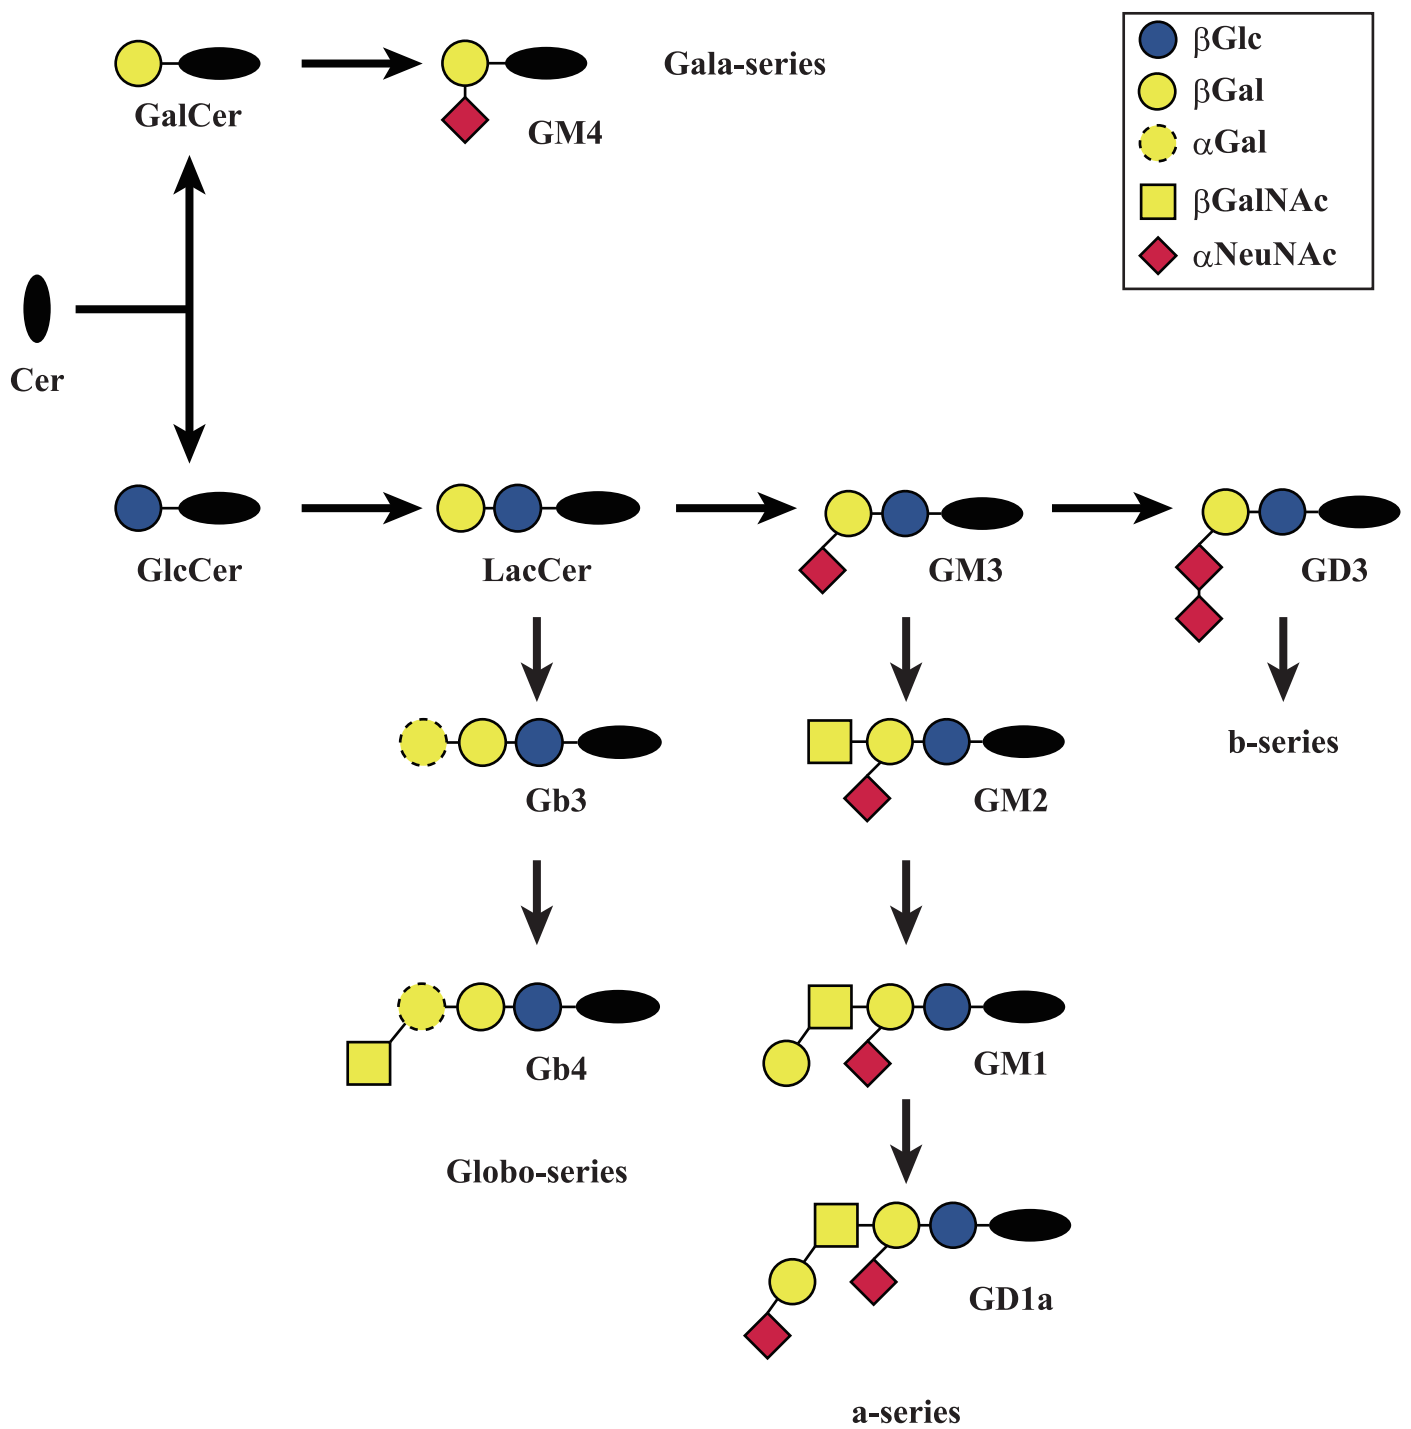 GalCer
GM4
Gala-series
βGlc
βGal
αGal
βGalNAc
αNeuNAc
Cer
GlcCer
LacCer
GM3
GD3
Gb3
GM2
b-series
Gb4
GM1
Globo-series
GD1a
a-series